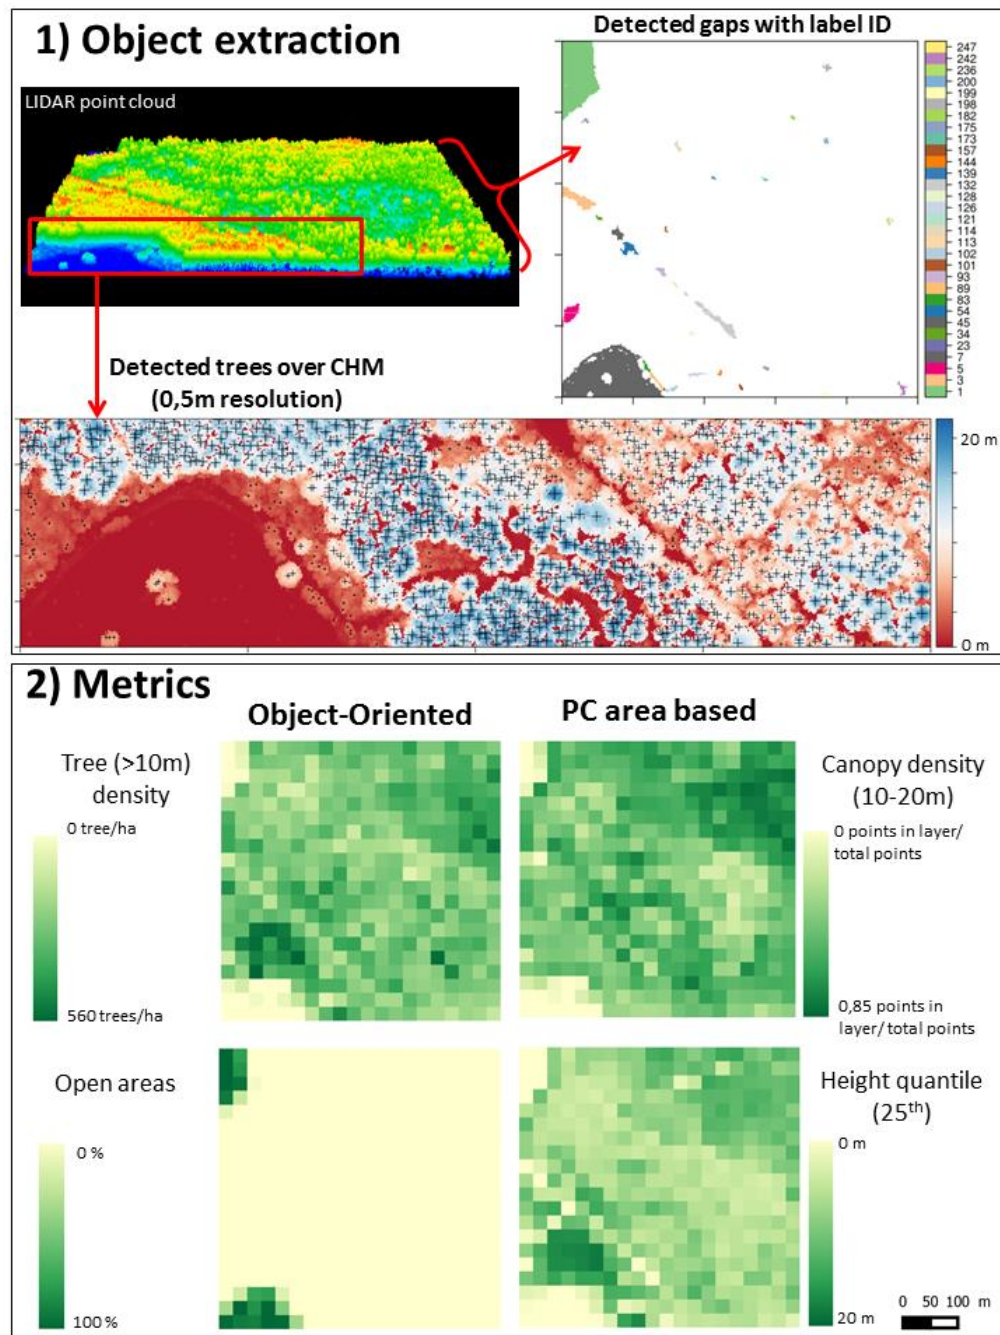 1) Object extraction
LIDAR point cloud
Detected gaps with label ID
247
242
236
200
199
198
182
175
173
157
144
139
132
128
126
121
114
113
102
101
93
89
83
54
45
34
23
7
5
3
1
Detected trees over CHM
(0,5m resolution)
20 m
0 m
2) Metrics
Object-Oriented
PC area based
Tree (>10m)
density
0 tree/ha
560 trees/ha
Canopy density
(10-20m)
0 points in layer/
total points
0,85 points in
layer/ total points
Open areas
0 %
100 %
Height quantile
(25th)
0 m
20 m
0 50 100 m